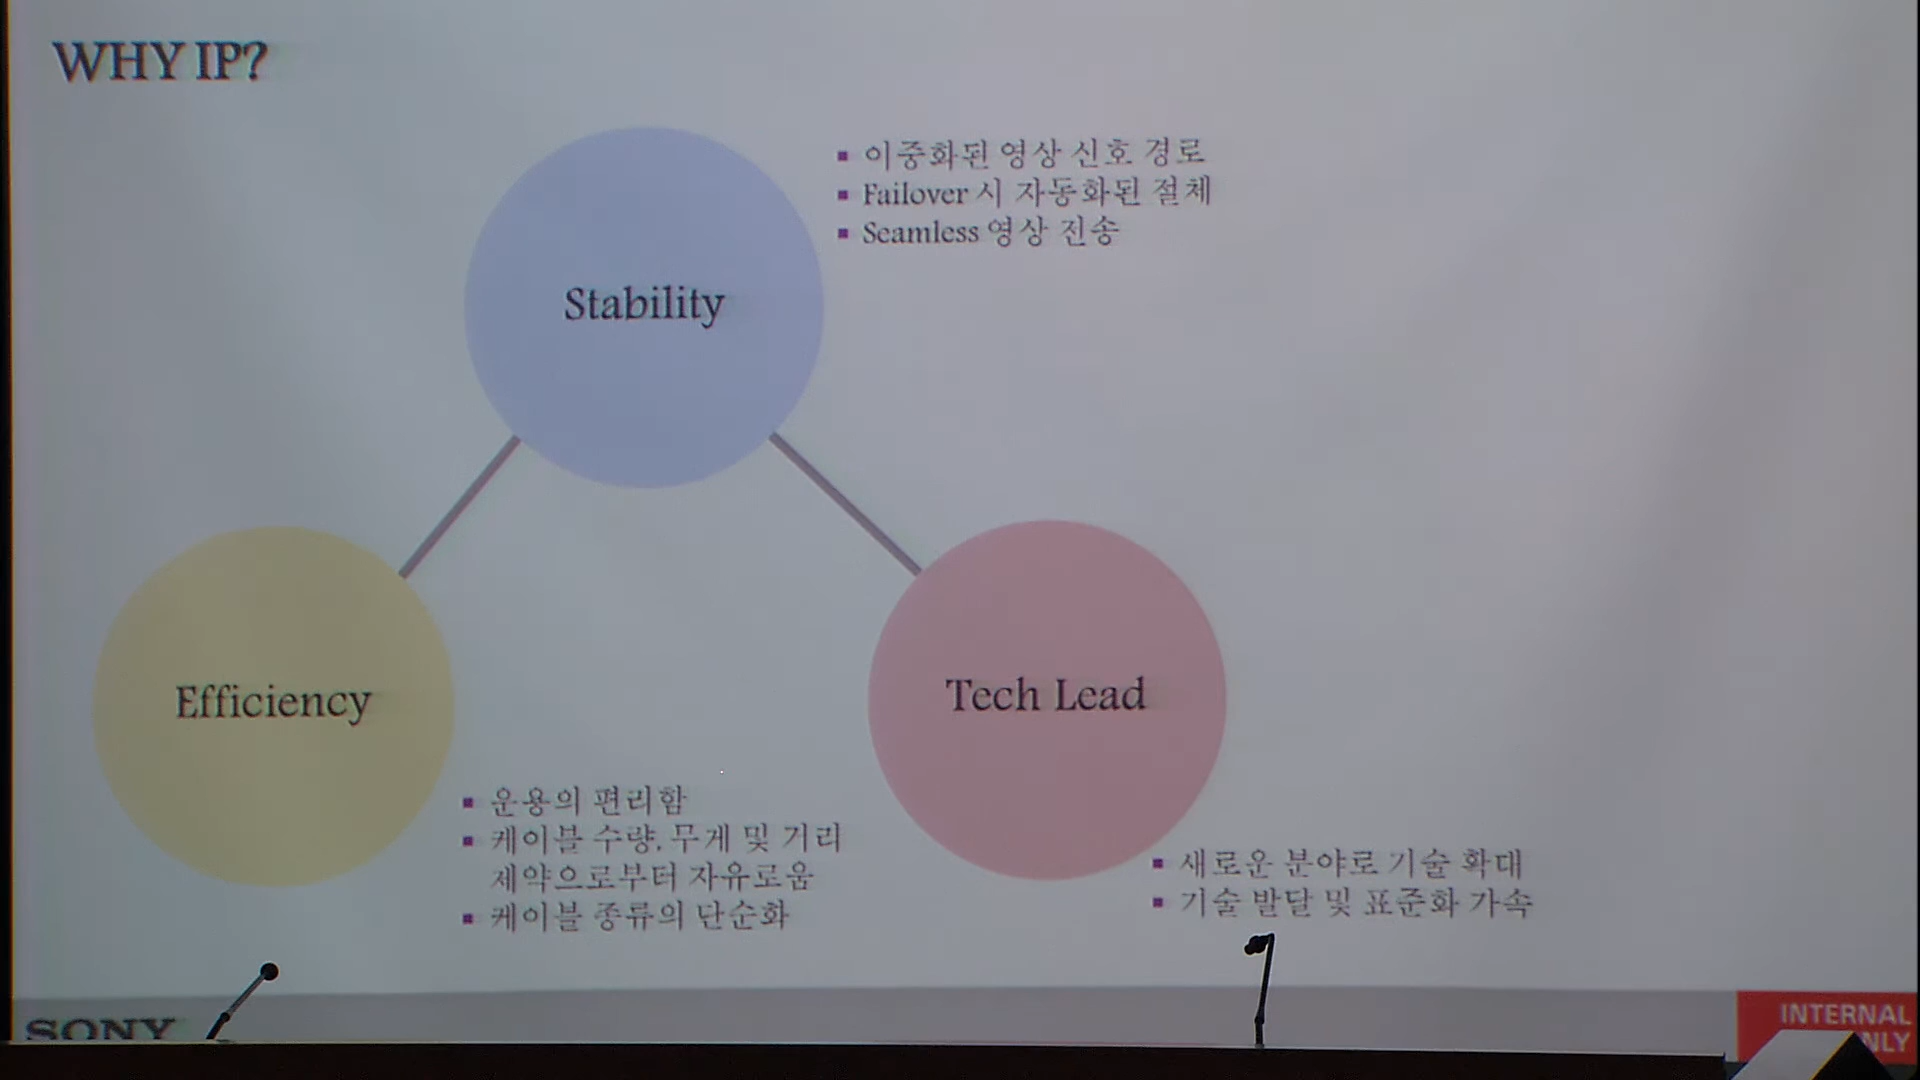 WHY IP?
이중화된 영상 신호 경로
Failover 시 자동화된 절체
Seamless 영상 전송
Stability
Efficiency
Tech Lead
운용의 편리함
케이블 수량, 무게 및 거리
제약으로부터 자유로움
케이블 종류의 단순화
새로운 분야로 기술 확대
기술 발달 및 표준화 가속
SONY
INTERNAL